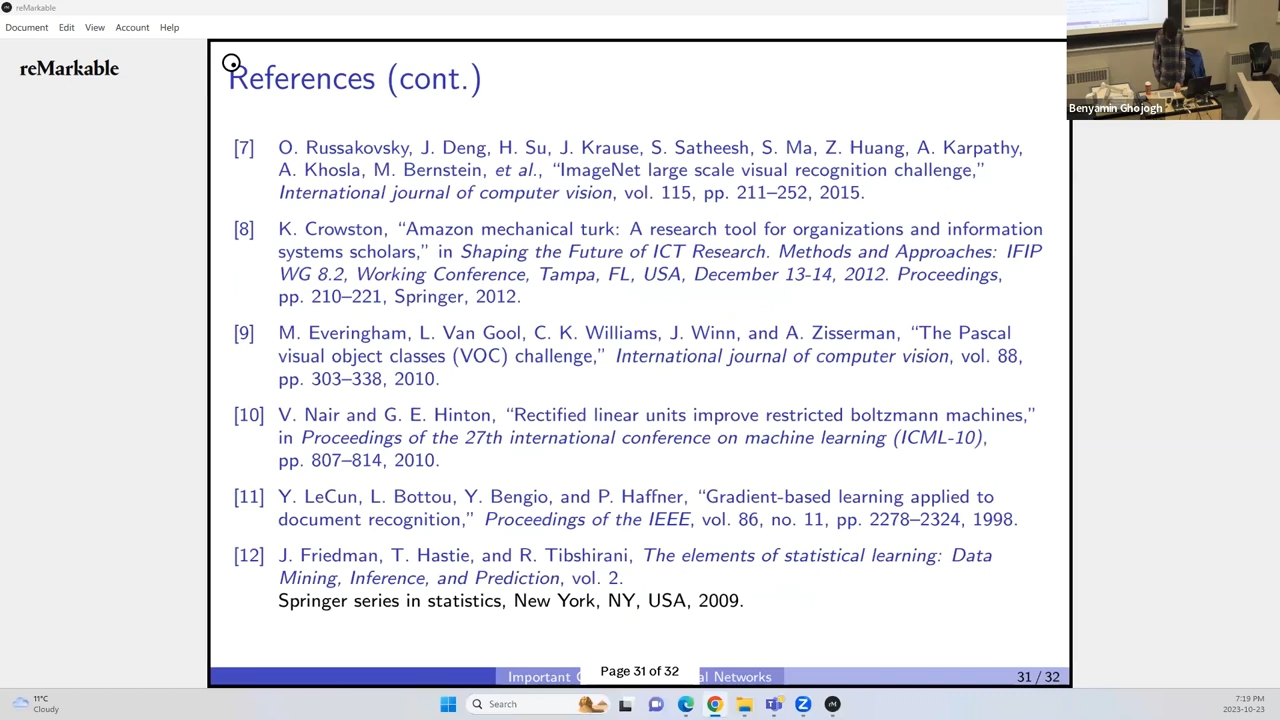 reMarkable
Document Edit View Account Help
reMarkable
References (cont.)
[7] O. Russakovsky, J. Deng, H. Su, J. Krause, S. Satheesh, S. Ma, Z. Huang, A. Karpathy,
A. Khosla, M. Bernstein, et al., “ImageNet large scale visual recognition challenge,”
International journal of computer vision, vol. 115, pp. 211–252, 2015.
[8] K. Crowston, “Amazon mechanical turk: A research tool for organizations and information
systems scholars,” in Shaping the Future of ICT Research. Methods and Approaches: IFIP
WG 8.2, Working Conference, Tampa, FL, USA, December 13-14, 2012. Proceedings,
pp. 210–221, Springer, 2012.
[9] M. Everingham, L. Van Gool, C. K. Williams, J. Winn, and A. Zisserman, “The Pascal
visual object classes (VOC) challenge,” International journal of computer vision, vol. 88,
pp. 303–338, 2010.
[10] V. Nair and G. E. Hinton, “Rectified linear units improve restricted boltzmann machines,”
in Proceedings of the 27th international conference on machine learning (ICML-10),
pp. 807–814, 2010.
[11] Y. LeCun, L. Bottou, Y. Bengio, and P. Haffner, “Gradient-based learning applied to
document recognition,” Proceedings of the IEEE, vol. 86, no. 11, pp. 2278–2324, 1998.
[12] J. Friedman, T. Hastie, and R. Tibshirani, The elements of statistical learning: Data
Mining, Inference, and Prediction, vol. 2.
Springer series in statistics, New York, NY, USA, 2009.
Important
Page 31 of 32
al Networks
31 / 32
Benyamin Ghojogh
11°C
Cloudy
Search
7:19 PM
2023-10-23